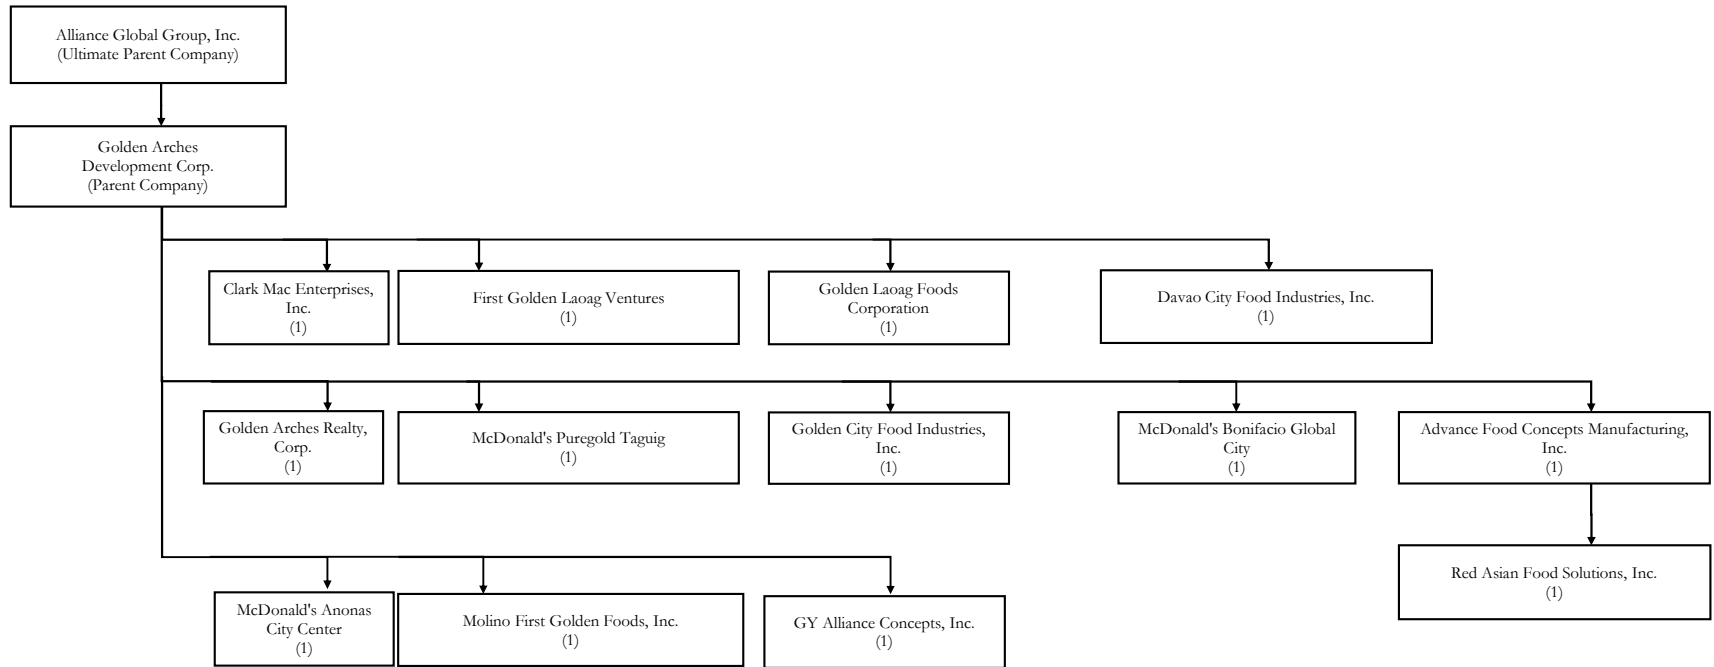 Alliance Global Group, Inc.
(Ultimate Parent Company)
Golden Arches
Development Corp.
(Parent Company)
Clark Mac Enterprises,
Inc.
(1)
First Golden Laoag Ventures
(1)
Golden Laoag Foods
Corporation
(1)
Davao City Food Industries, Inc.
(1)
Golden Arches Realty,
Corp.
(1)
McDonald's Puregold Taguig
(1)
Golden City Food Industries,
Inc.
(1)
McDonald's Bonifacio Global
City
(1)
Advance Food Concepts Manufacturing,
Inc.
(1)
Red Asian Food Solutions, Inc.
(1)
McDonald's Anonas
City Center
(1)
Molino First Golden Foods, Inc.
(1)
GY Alliance Concepts, Inc.
(1)